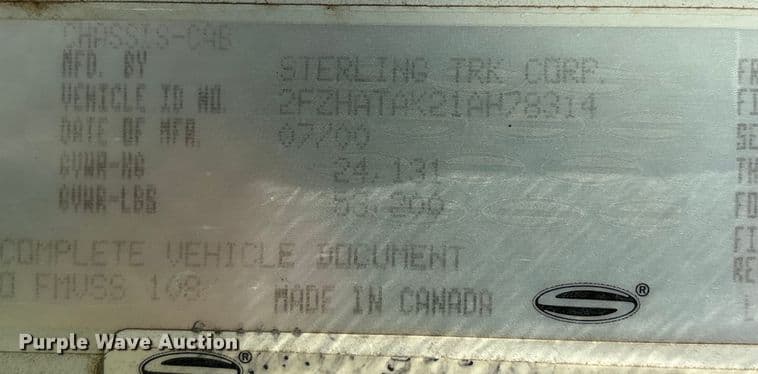 CHASSIS-CAB
MFD. BY STERLING TRK CORP.
VEHICLE ID NO. 2FZHATAK21AH78314
DATE OF MFR. 07/00
GVWR-KG 24,131
GVWR-LBS 53,200
COMPLETE VEHICLE DOCUMENT
FMVSS 108
MADE IN CANADA
®
Purple Wave Auction
®